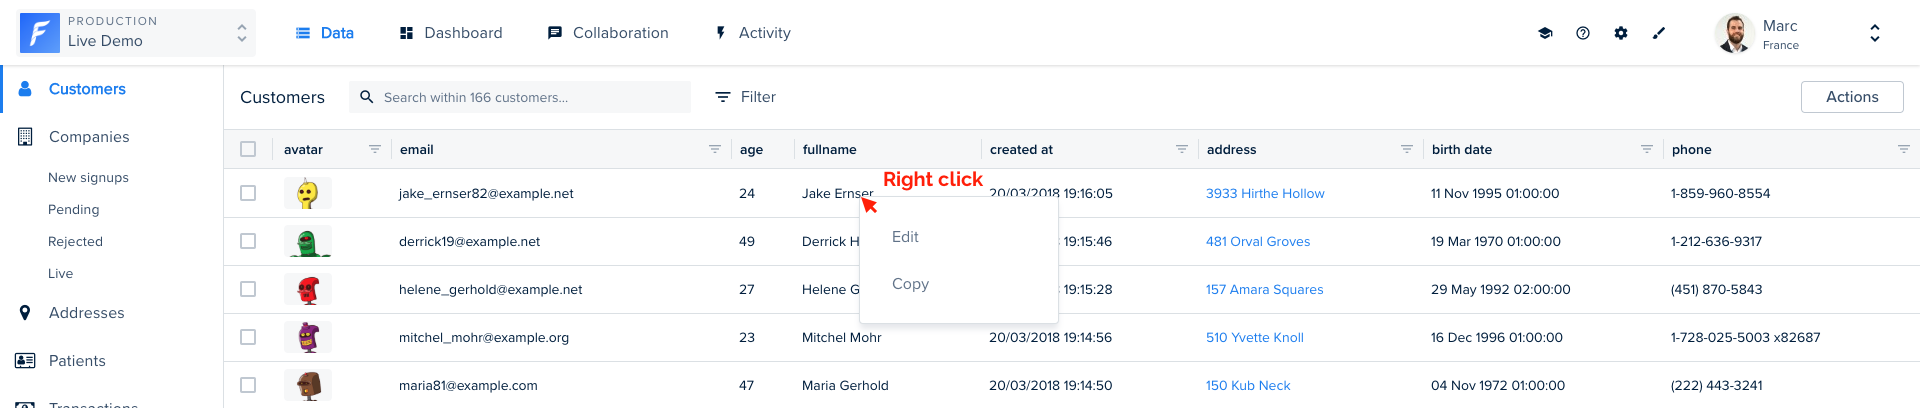 PRODUCTION
Live Demo
Data
Dashboard
Collaboration
Activity
Marc
France
Customers
Companies
New signups
Pending
Rejected
Live
Addresses
Patients
Transactions
Customers
Search within 166 customers...
Filter
Actions
avatar email age fullname created at address birth date phone
Right click
jake_ernser82@example.net 24 Jake Ernser 20/03/2018 19:16:05 3933 Hirthe Hollow 11 Nov 1995 01:00:00 1-859-960-8554
derrick19@example.net 49 Derrick H 19:15:46 481 Orval Groves 19 Mar 1970 01:00:00 1-212-636-9317
helene_gerhold@example.net 27 Helene G 19:15:28 157 Amara Squares 29 May 1992 02:00:00 (451) 870-5843
mitchel_mohr@example.org 23 Mitchel Mohr 20/03/2018 19:14:56 510 Yvette Knoll 16 Dec 1996 01:00:00 1-728-025-5003 x82687
maria81@example.com 47 Maria Gerhold 20/03/2018 19:14:50 150 Kub Neck 04 Nov 1972 01:00:00 (222) 443-3241
Edit
Copy